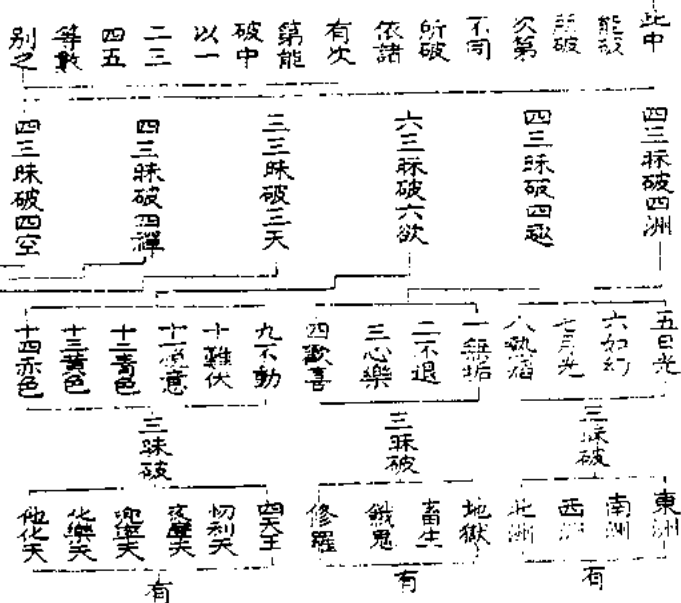 此中
能破
所破
次第
不同
所破
依諸
有次
第能
破中
以一
二三
四五
等數
別之
四三昧破四洲
四三昧破四趣
六三昧破六欲
三三昧破三天
四三昧破四禪
四三昧破四空
五日光
六如幻
七月光
八熱焰
一無垢
二不退
三心樂
四歡喜
九不動
十難伏
十一悅意
十二青色
十三黃色
十四赤色
三昧破
三昧破
三昧破
東洲
南洲
西洲
北洲
地獄
畜生
餓鬼
修羅
四天王
忉利天
夜摩天
兜率天
化樂天
他化天
有
有
有